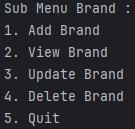 Sub Menu Brand :
1. Add Brand
2. View Brand
3. Update Brand
4. Delete Brand
5. Quit